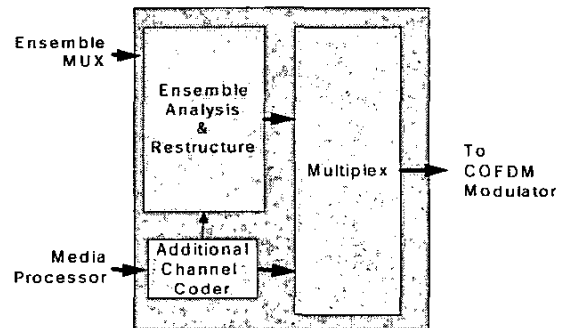 Ensemble
MUX
Ensemble
Analysis
&
Restructure
Multiplex
To
COFDM
Modulator
Media
Processor
Additional
Channel
Coder